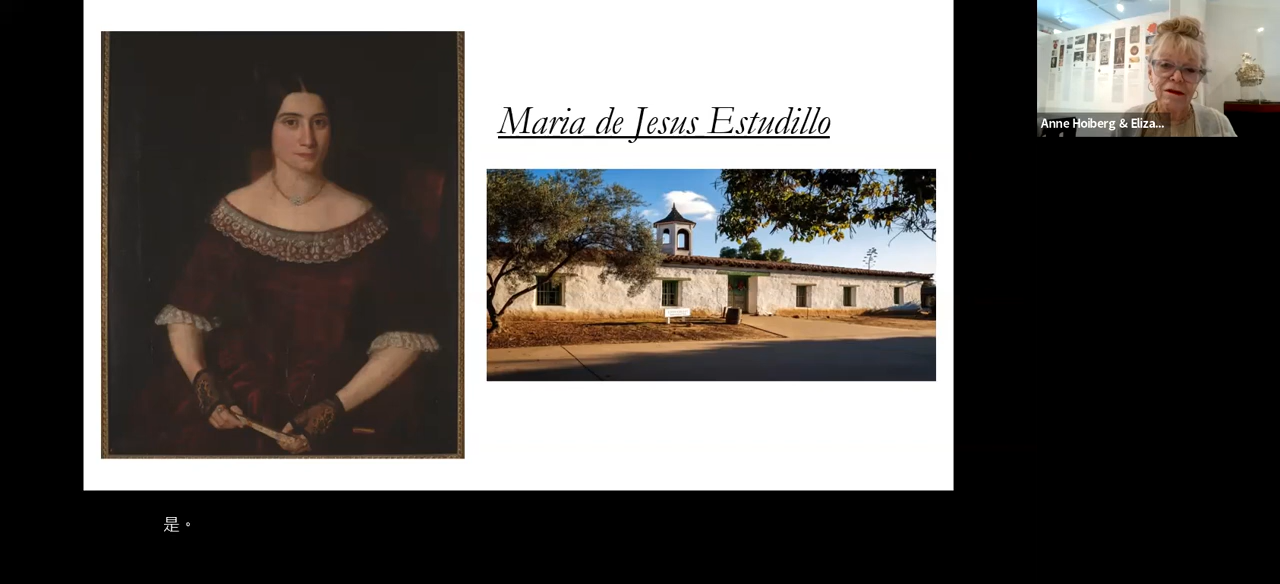 Maria de Jesus Estudillo
Anne Hoiberg & Eliza...
是。